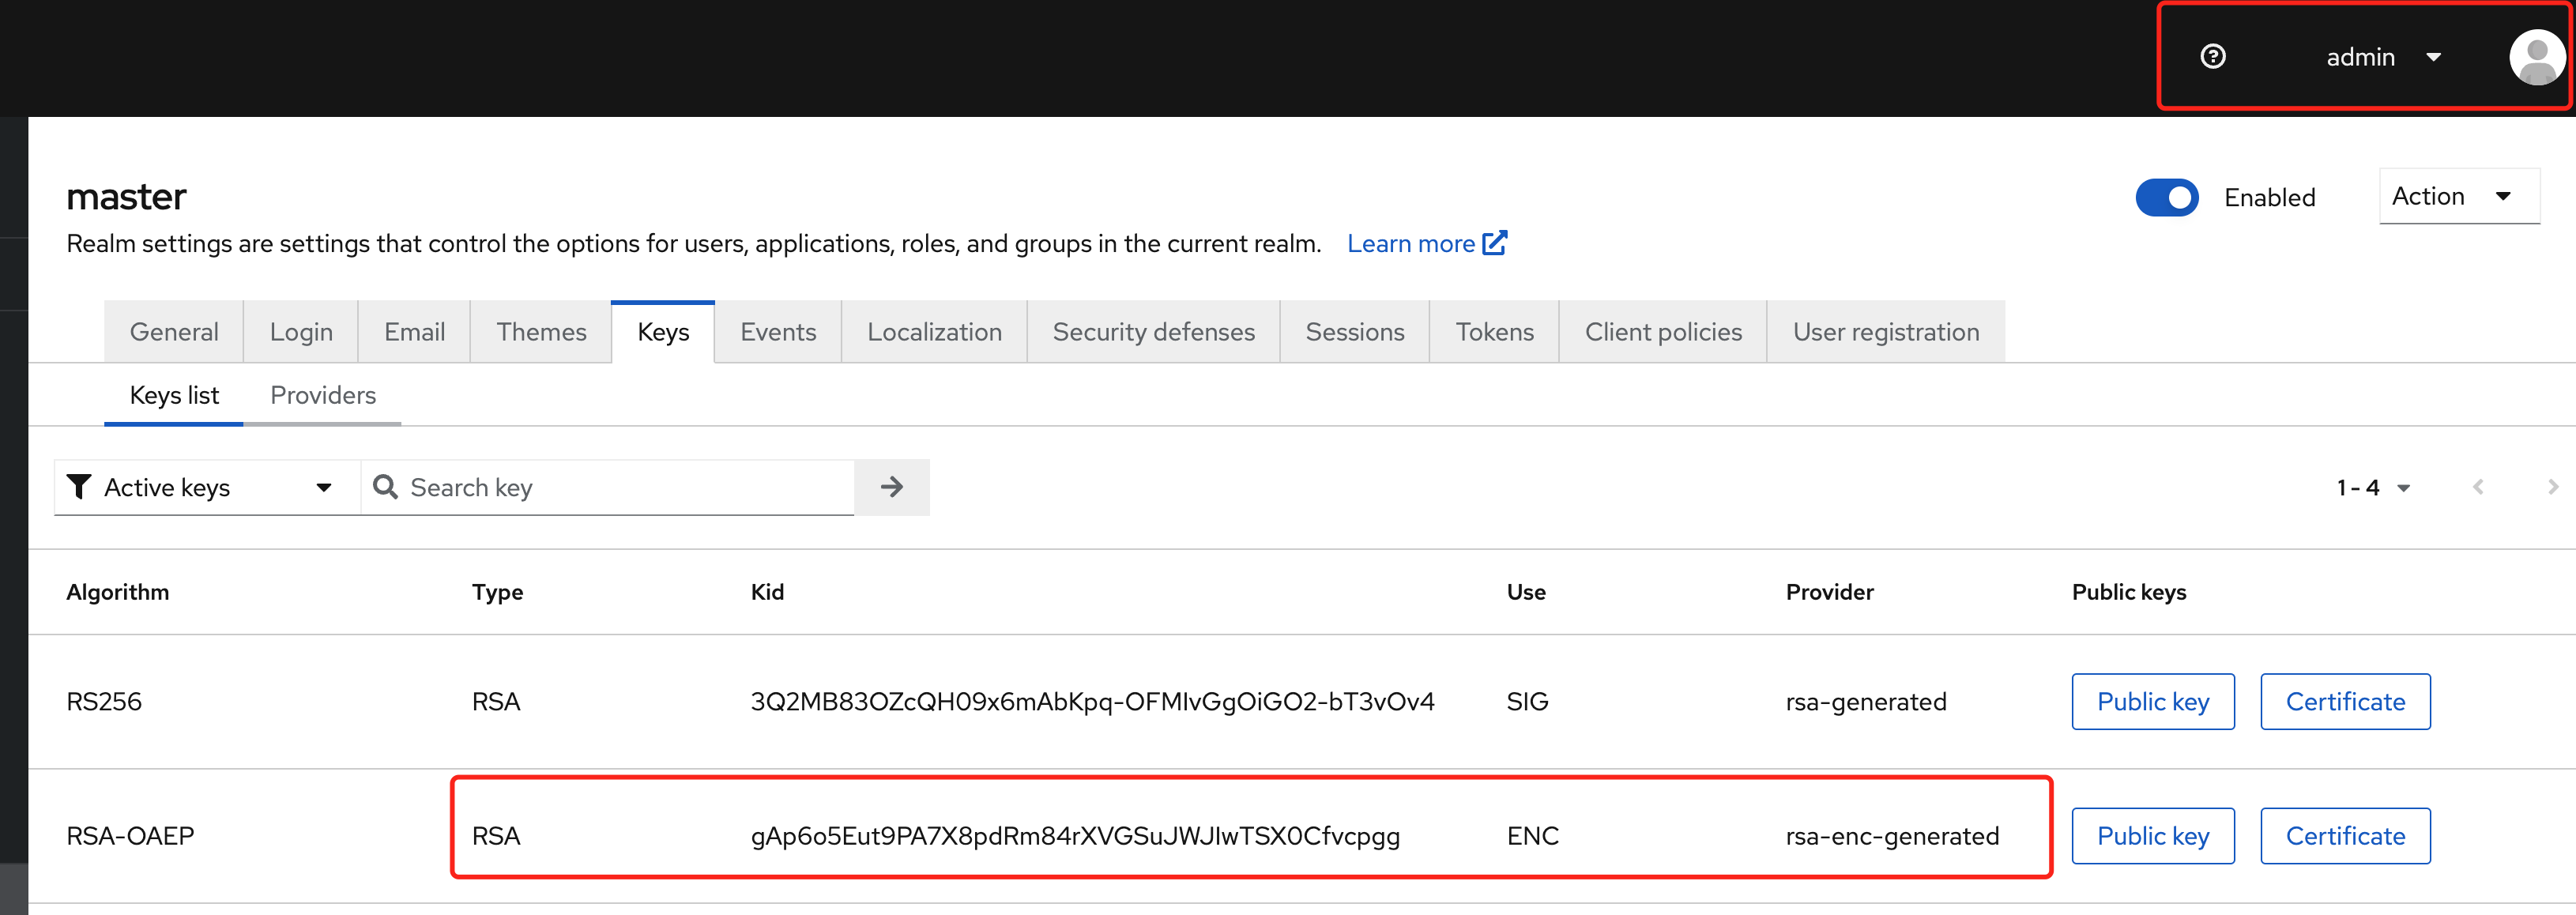 admin
master
Enabled
Action
Realm settings are settings that control the options for users, applications, roles, and groups in the current realm. Learn more
General Login Email Themes Keys Events Localization Security defenses Sessions Tokens Client policies User registration
Keys list Providers
Active keys Search key 1 - 4
Algorithm Type Kid Use Provider Public keys
RS256 RSA 3Q2MB83OZcQH09x6mAbKpq-OFMIvGgOiGO2-bT3vOv4 SIG rsa-generated Public key Certificate
RSA-OAEP RSA gAp6o5Eut9PA7X8pdRm84rXVGSuJWJIwTSX0Cfvcpgg ENC rsa-enc-generated Public key Certificate